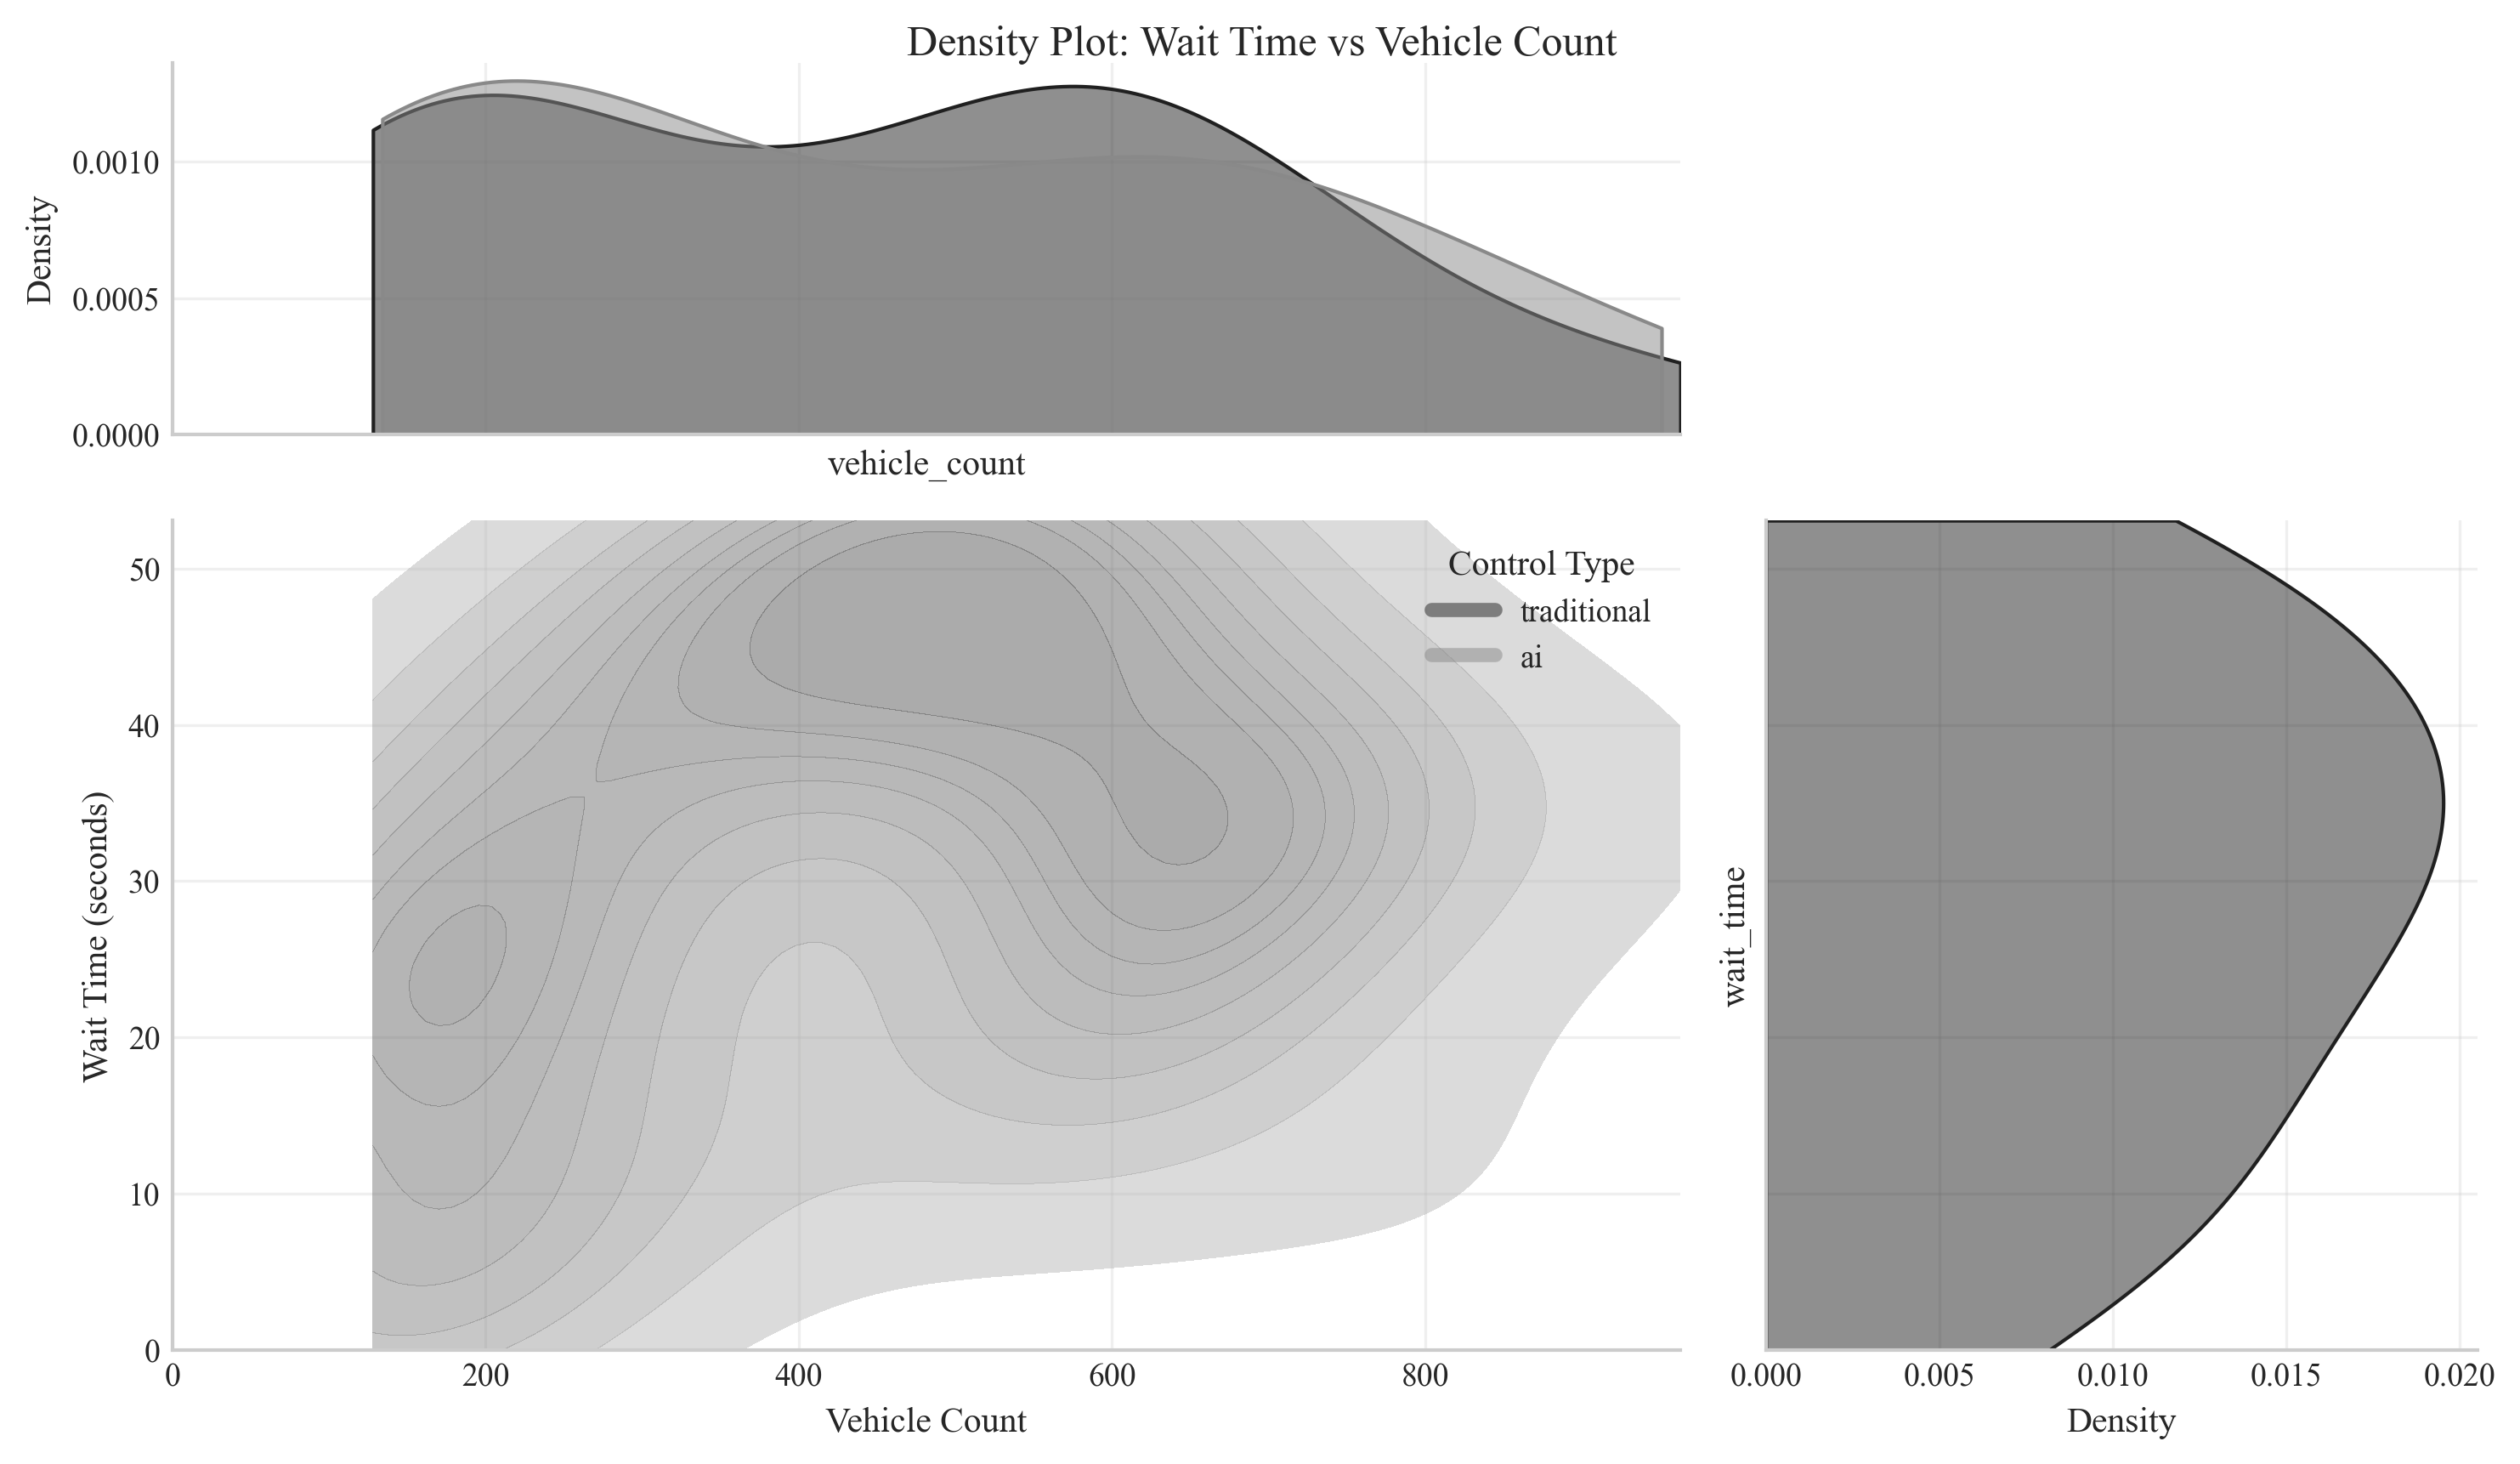 Density Plot: Wait Time vs Vehicle Count
Density
0.0010
0.0005
0.0000
vehicle_count
Wait Time (seconds)
50
40
30
20
10
0
0 200 400 600 800
Vehicle Count
Control Type
traditional
ai
wait_time
0.000 0.005 0.010 0.015 0.020
Density